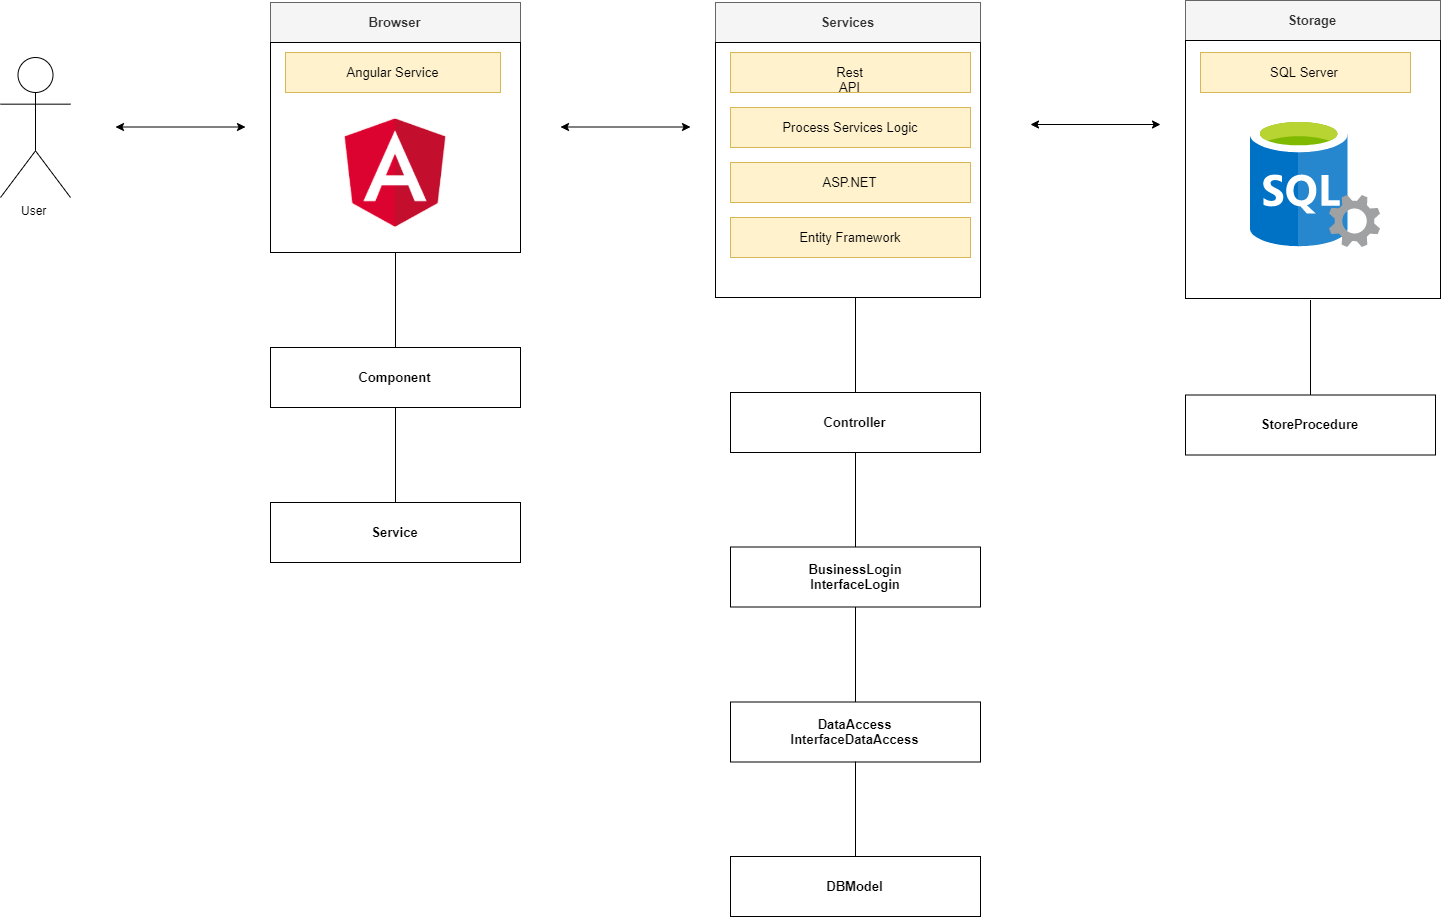 User
Browser
Angular Service
A
Component
Service
Services
Rest
API
Process Services Logic
ASP.NET
Entity Framework
Controller
BusinessLogin
InterfaceLogin
DataAccess
InterfaceDataAccess
DBModel
Storage
SQL Server
SQL
StoreProcedure